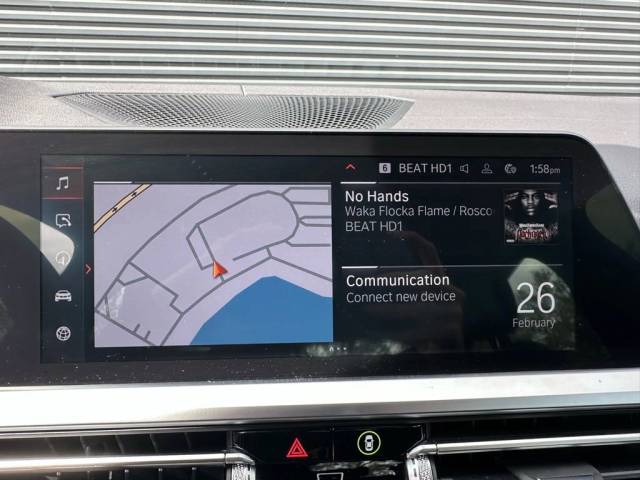 6 BEAT HD1 1:58pm
No Hands
Waka Flocka Flame / Rosco
BEAT HD1
Communication
Connect new device
26
February